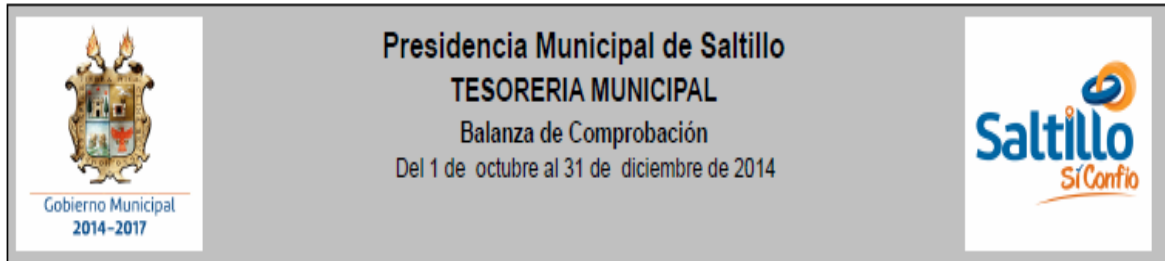 Presidencia Municipal de Saltillo
TESORERIA MUNICIPAL
Balanza de Comprobación
Del 1 de octubre al 31 de diciembre de 2014
Gobierno Municipal
2014-2017
Saltillo
Sí Confío